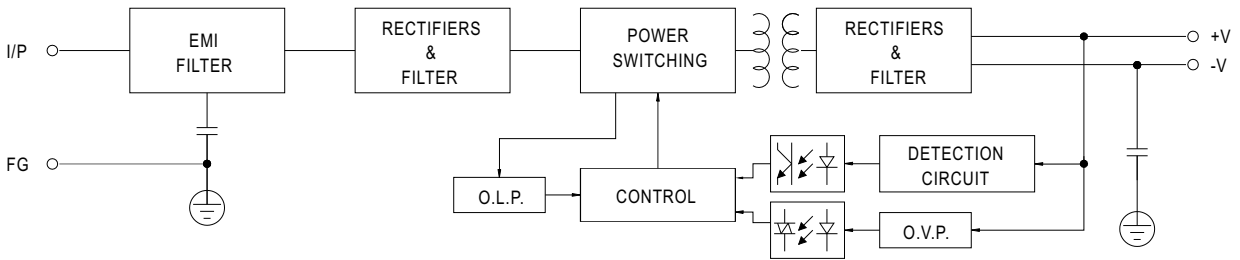 I/P
EMI
FILTER
RECTIFIERS
&
FILTER
POWER
SWITCHING
RECTIFIERS
&
FILTER
+V
-V
FG
O.L.P.
CONTROL
DETECTION
CIRCUIT
O.V.P.